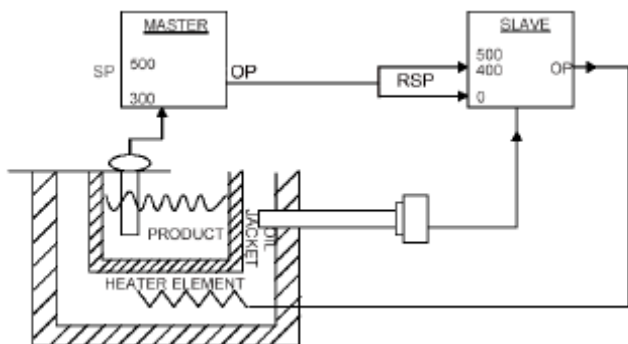 MASTER
SP 500
OP
300
SLAVE
500
400
OP
RSP
0
PRODUCT
OIL
JACKET
HEATER ELEMENT